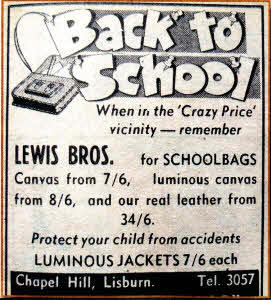 Back to
School
When in the 'Crazy Price'
vicinity — remember
LEWIS BROS. for SCHOOLBAGS
Canvas from 7/6, luminous canvas
from 8/6, and our real leather from
34/6.
Protect your child from accidents
LUMINOUS JACKETS 7/6 each
Chapel Hill, Lisburn. Tel. 3057